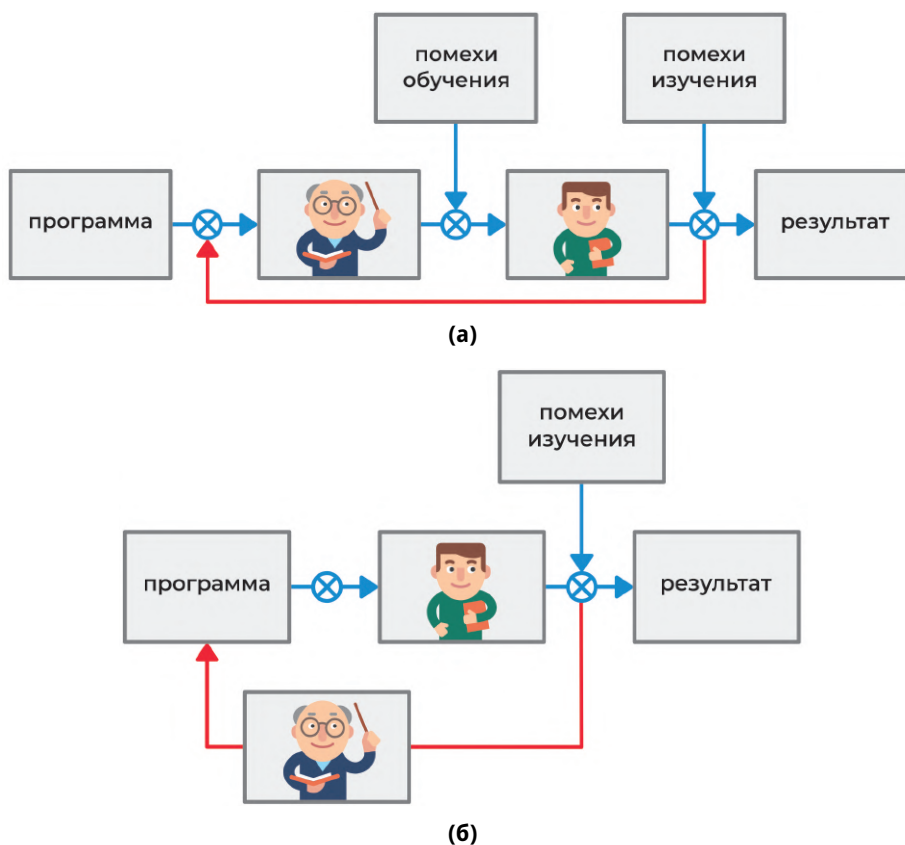 помехи
обучения
помехи
изучения
программа
результат
(а)
помехи
изучения
программа
результат
(б)